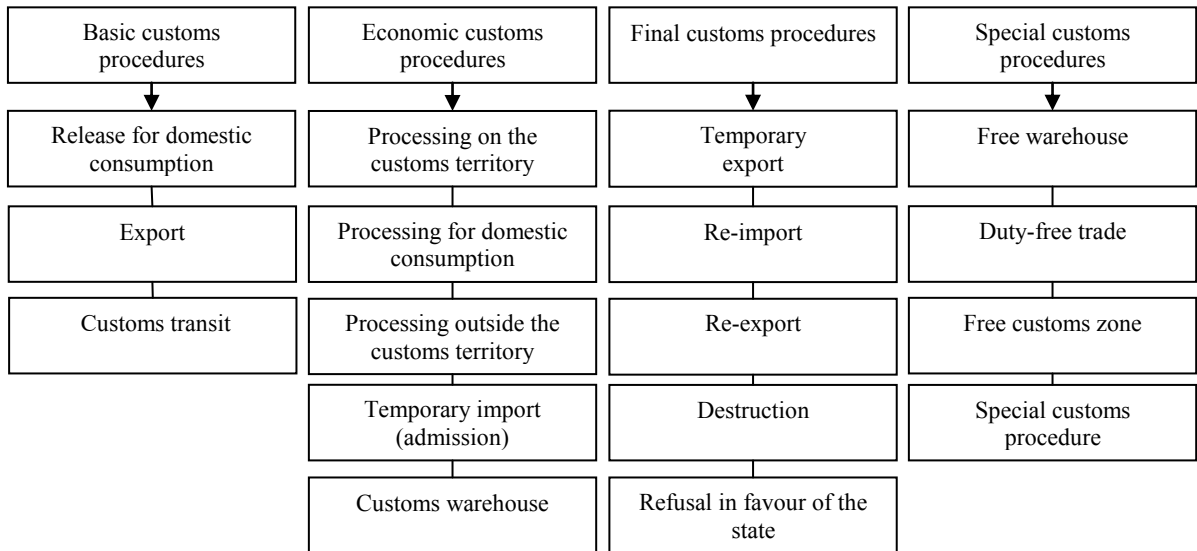 Basic customs
procedures
Release for domestic
consumption
Export
Customs transit
Economic customs
procedures
Processing on the
customs territory
Processing for domestic
consumption
Processing outside the
customs territory
Temporary import
(admission)
Customs warehouse
Final customs procedures
Temporary
export
Re-import
Re-export
Destruction
Refusal in favour of the
state
Special customs
procedures
Free warehouse
Duty-free trade
Free customs zone
Special customs
procedure